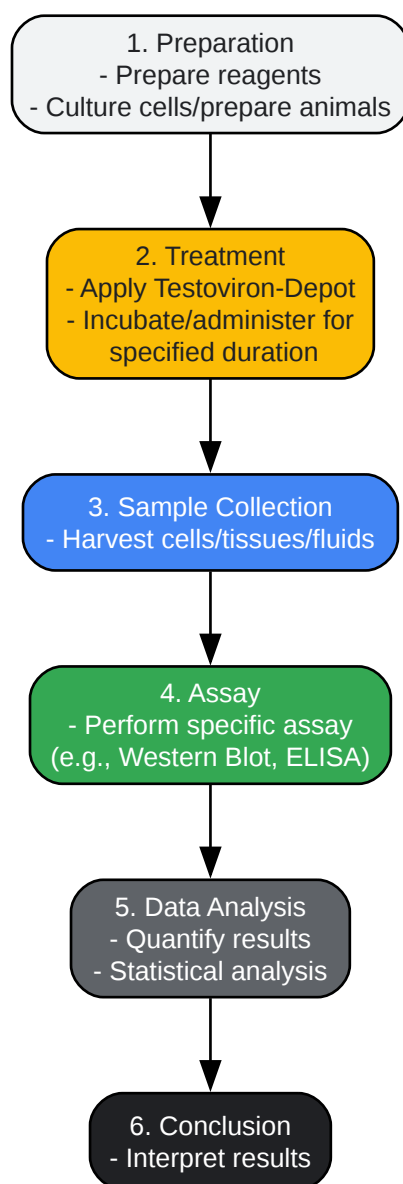 1. Preparation
- Prepare reagents
- Culture cells/prepare animals
2. Treatment
- Apply Testoviron-Depot
- Incubate/administer for
specified duration
3. Sample Collection
- Harvest cells/tissues/fluids
4. Assay
- Perform specific assay
(e.g., Western Blot, ELISA)
5. Data Analysis
- Quantify results
- Statistical analysis
6. Conclusion
- Interpret results